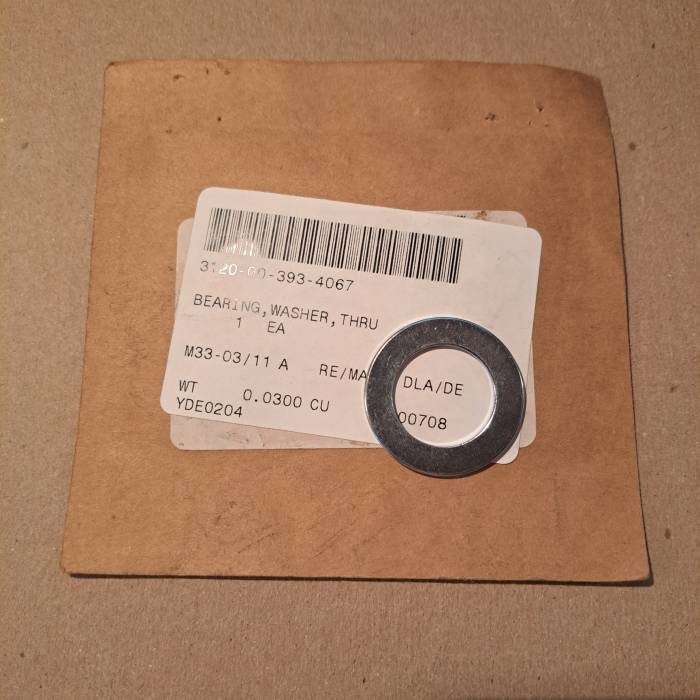 3120-00-393-4067
BEARING,WASHER,THRU
1 EA
M33-03/11 A RE/MA DLA/DE
WT 0.0300 CU
YDE0204 00708